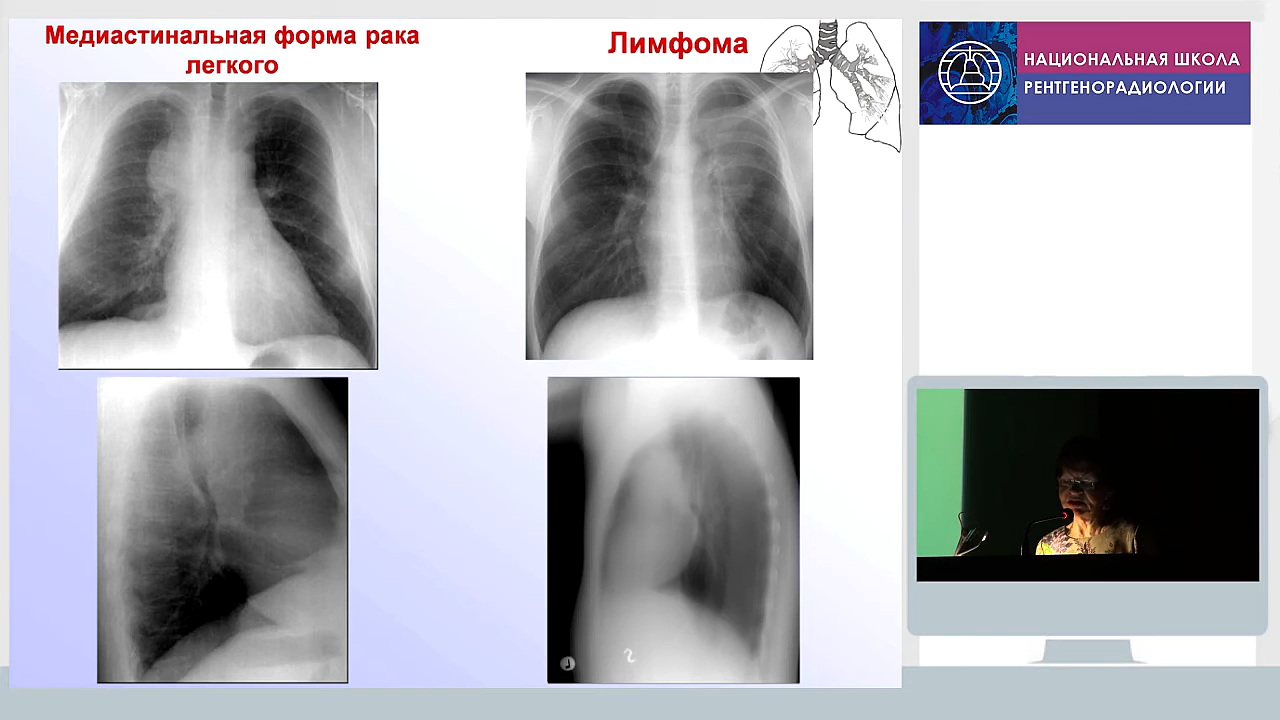 Медиастинальная форма рака
легкого
Лимфома
НАЦИОНАЛЬНАЯ ШКОЛА
РЕНТГЕНОРАДИОЛОГИИ